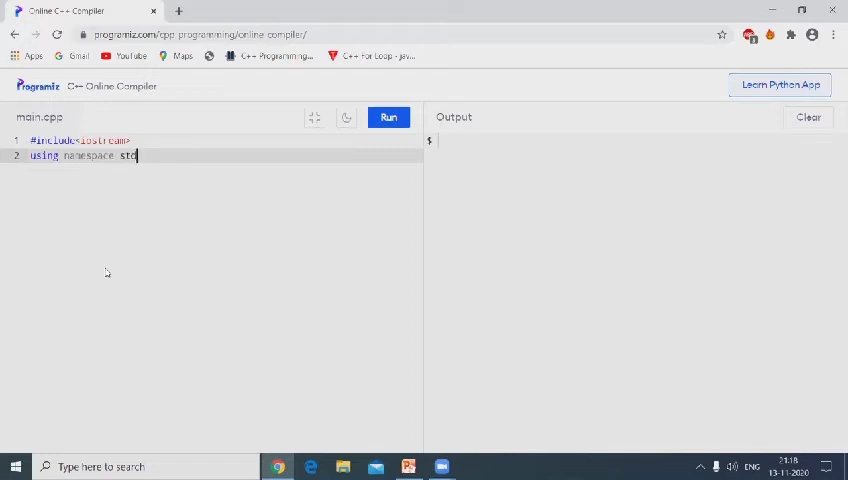 Online C++ Compiler
programiz.com/cpp-programming/online-compiler/
Apps Gmail YouTube Maps C++ Programming... C++ For Loop - jav...
Programiz C++ Online Compiler Learn Python App
main.cpp Run Output Clear
1 #include<iostream> $
2 using namespace std
Type here to search
ENG
21:18
13-11-2020